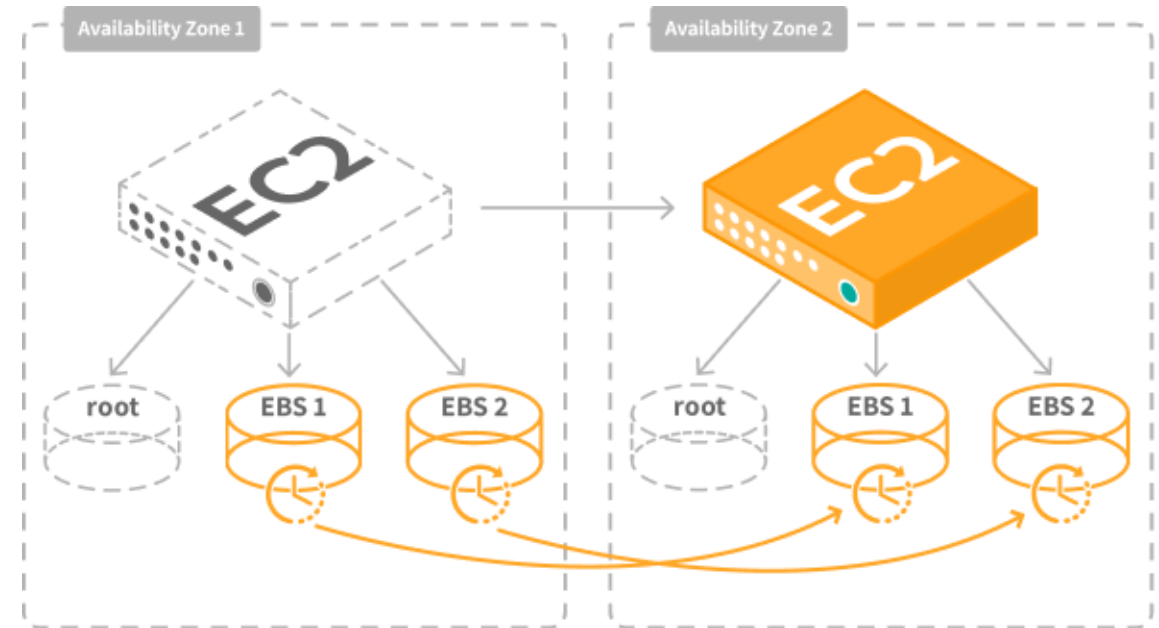 Availability Zone 1
Availability Zone 2
EC2
EC2
root
EBS 1
EBS 2
root
EBS 1
EBS 2